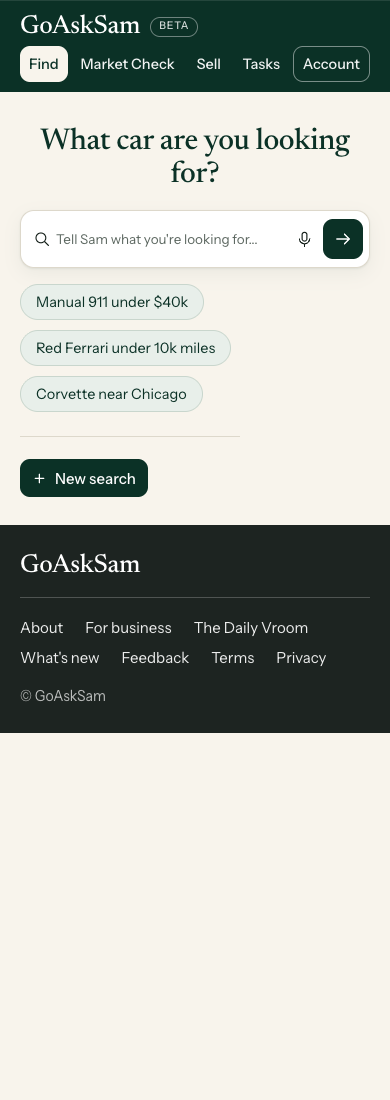 GoAskSam BETA
Find Market Check Sell Tasks Account
What car are you looking
for?
Tell Sam what you're looking for...
Manual 911 under $40k
Red Ferrari under 10k miles
Corvette near Chicago
+ New search
GoAskSam
About For business The Daily Vroom
What's new Feedback Terms Privacy
© GoAskSam